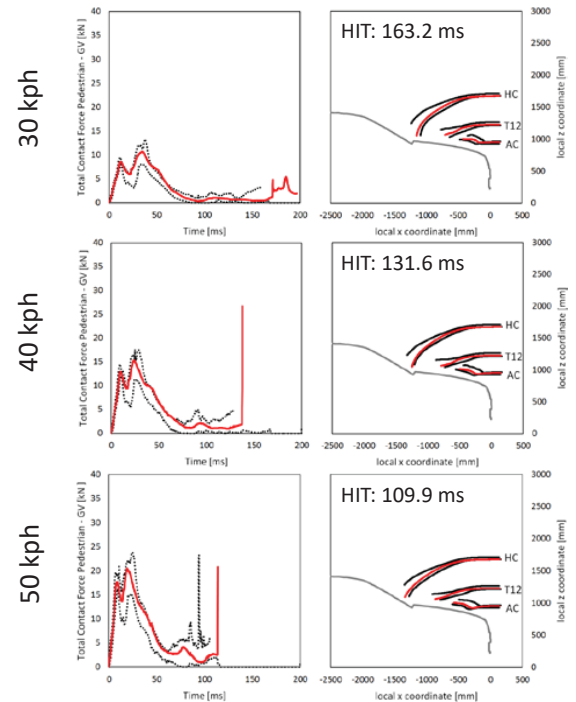 30 kph
Total Contact Force Pedestrian - GV [kN]
40
35
30
25
20
15
10
5
0
0 50 100 150 200
Time [ms]
HIT: 163.2 ms
HC
T12
AC
3000
2500
2000
1500
1000
500
0
-2500 -2000 -1500 -1000 -500 0 500
local x coordinate [mm]
local z coordinate [mm]
40 kph
Total Contact Force Pedestrian - GV [kN]
40
35
30
25
20
15
10
5
0
0 50 100 150 200
Time [ms]
HIT: 131.6 ms
HC
T12
AC
3000
2500
2000
1500
1000
500
0
-2500 -2000 -1500 -1000 -500 0 500
local x coordinate [mm]
local z coordinate [mm]
50 kph
Total Contact Force Pedestrian - GV [kN]
40
35
30
25
20
15
10
5
0
0 50 100 150 200
Time [ms]
HIT: 109.9 ms
HC
T12
AC
3000
2500
2000
1500
1000
500
0
-2500 -2000 -1500 -1000 -500 0 500
local x coordinate [mm]
local z coordinate [mm]